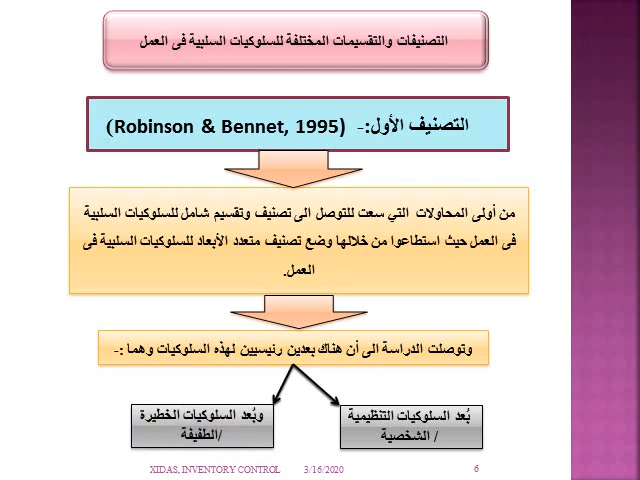 التصنيفات والتقسيمات المختلفة للسلوكيات السلبية فى العمل
التصنيف الأول:- (Robinson & Bennet, 1995)
من أولى المحاولات التي سعت للتوصل الى تصنيف وتقسيم شامل للسلوكيات السلبية
فى العمل حيث استطاعوا من خلالها وضع تصنيف متعدد الأبعاد للسلوكيات السلبية فى
العمل.
وتوصلت الدراسة الى أن هناك بعدين رئيسيين لهذه السلوكيات وهما :-
بُعد السلوكيات التنظيمية
/ الشخصية
وبُعد السلوكيات الخطيرة
/الطفيفة
XIDAS, INVENTORY CONTROL 3/16/2020 6